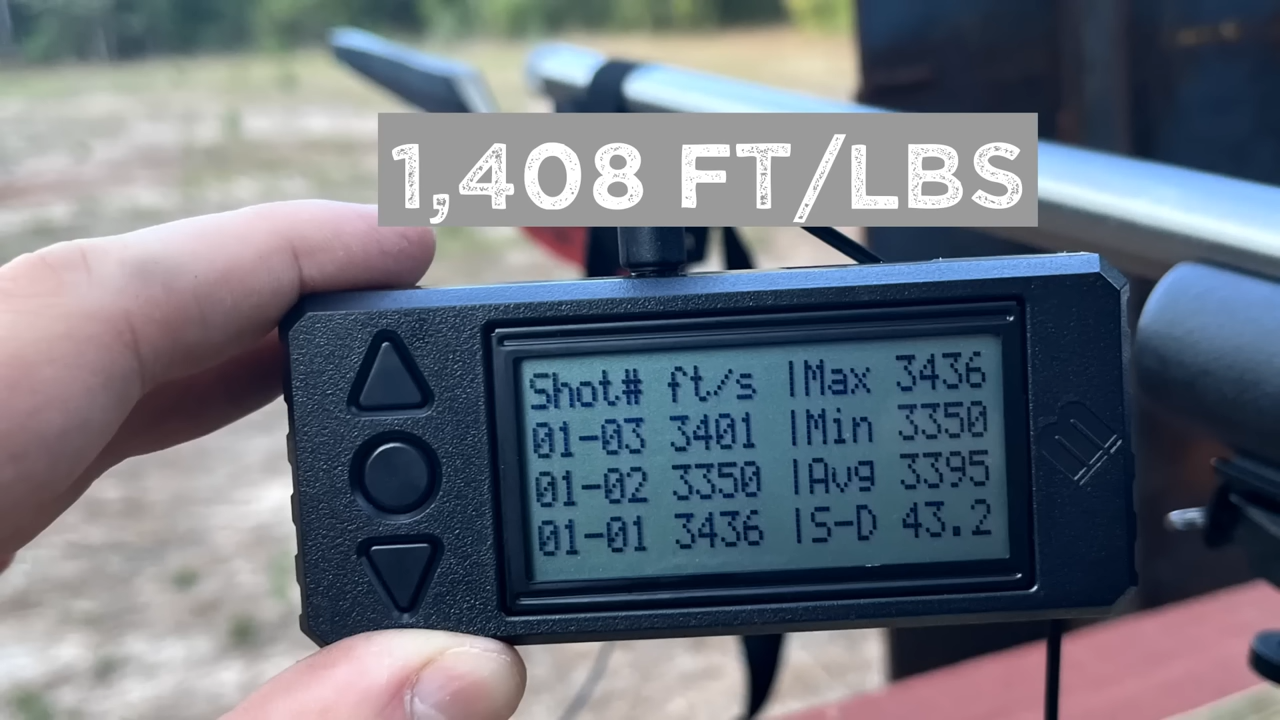 1,408 FT/LBS
Shot# ft/s |Max 3436
01-03 3401 |Min 3350
01-02 3350 |Avg 3395
01-01 3436 |S-D 43.2